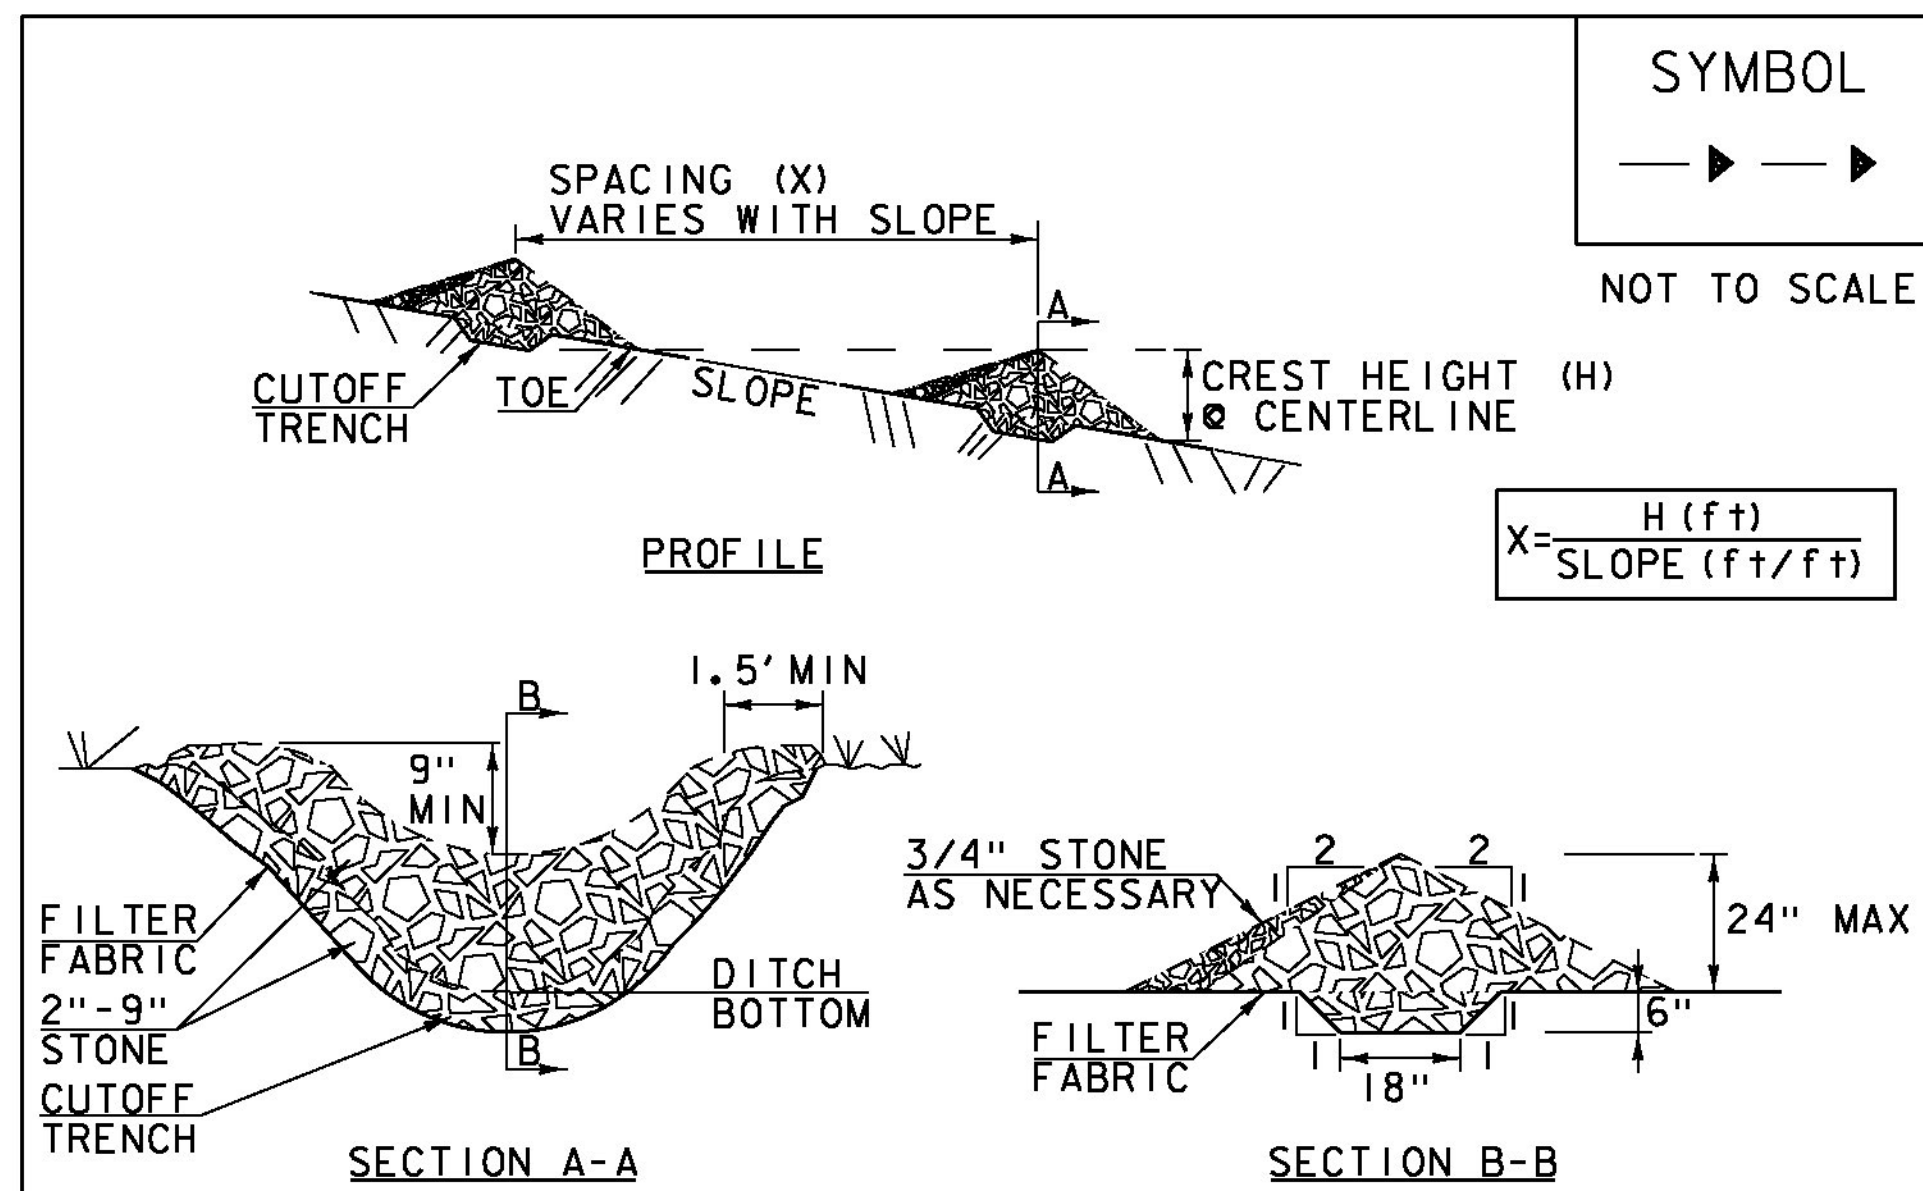 SYMBOL
NOT TO SCALE
SPACING (X)
VARIES WITH SLOPE
A
CUTOFF
TRENCH
TOE
SLOPE
CREST HEIGHT (H)
@ CENTERLINE
A
PROFILE
X=H(ft)
SLOPE(ft/ft)
1.5' MIN
B
9"
MIN
FILTER
FABRIC
2"-9"
STONE
CUTOFF
TRENCH
DITCH
BOTTOM
B
SECTION A-A
3/4" STONE
AS NECESSARY
2
2
1
1
24" MAX
6"
FILTER
FABRIC
1
1
1
1
18"
SECTION B-B